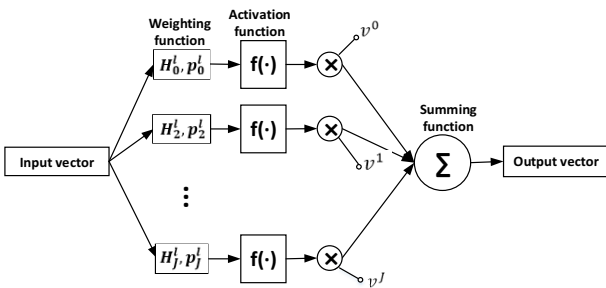 Weighting function
Activation function
v^0
H_0^l, p_0^l
f(·)
×
Summing function
H_2^l, p_2^l
f(·)
×
v^1
Input vector
Σ
Output vector
⋮
H_J^l, p_J^l
f(·)
×
v^J